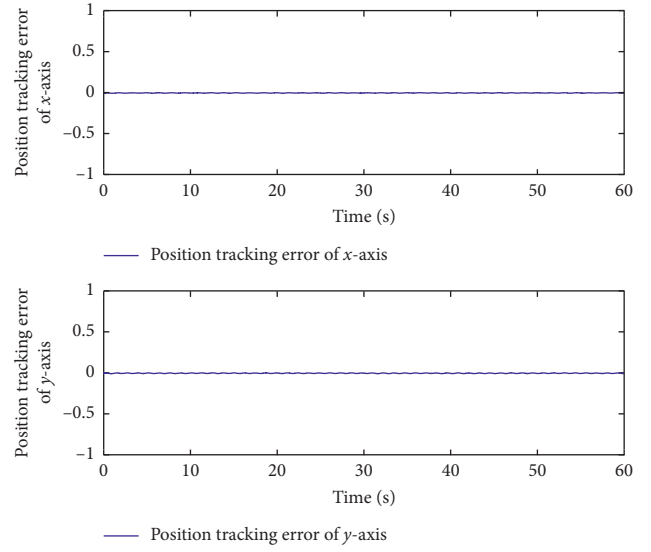 Position tracking error
of x-axis
1
0.5
0
−0.5
−1
0 10 20 30 40 50 60
Time (s)
Position tracking error of x-axis
Position tracking error
of y-axis
1
0.5
0
−0.5
−1
0 10 20 30 40 50 60
Time (s)
Position tracking error of y-axis